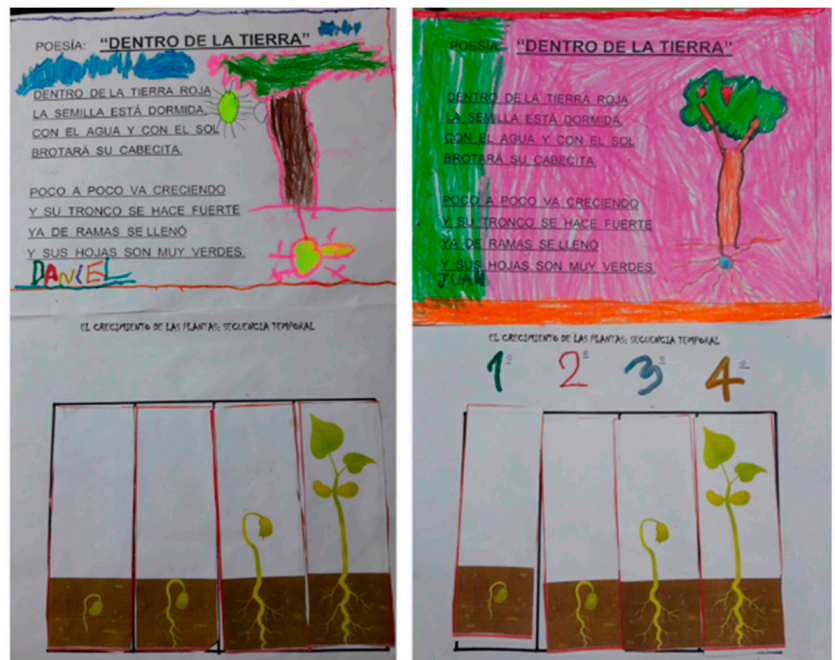 POESÍA: "DENTRO DE LA TIERRA"
DENTRO DE LA TIERRA ROJA
LA SEMILLA ESTÁ DORMIDA.
CON EL AGUA Y CON EL SOL
BROTARÁ SU CABECITA.
POCO A POCO VA CRECIENDO
Y SU TRONCO SE HACE FUERTE
YA DE RAMAS SE LLENÓ
Y SUS HOJAS SON MUY VERDES.
DANIEL
EL CRECIMIENTO DE LAS PLANTAS: SECUENCIA TEMPORAL
POESÍA: "DENTRO DE LA TIERRA"
DENTRO DE LA TIERRA ROJA
LA SEMILLA ESTÁ DORMIDA.
CON EL AGUA Y CON EL SOL
BROTARÁ SU CABECITA.
POCO A POCO VA CRECIENDO
Y SU TRONCO SE HACE FUERTE
YA DE RAMAS SE LLENÓ
Y SUS HOJAS SON MUY VERDES.
JUAN
EL CRECIMIENTO DE LAS PLANTAS: SECUENCIA TEMPORAL
1º 2º 3º 4º